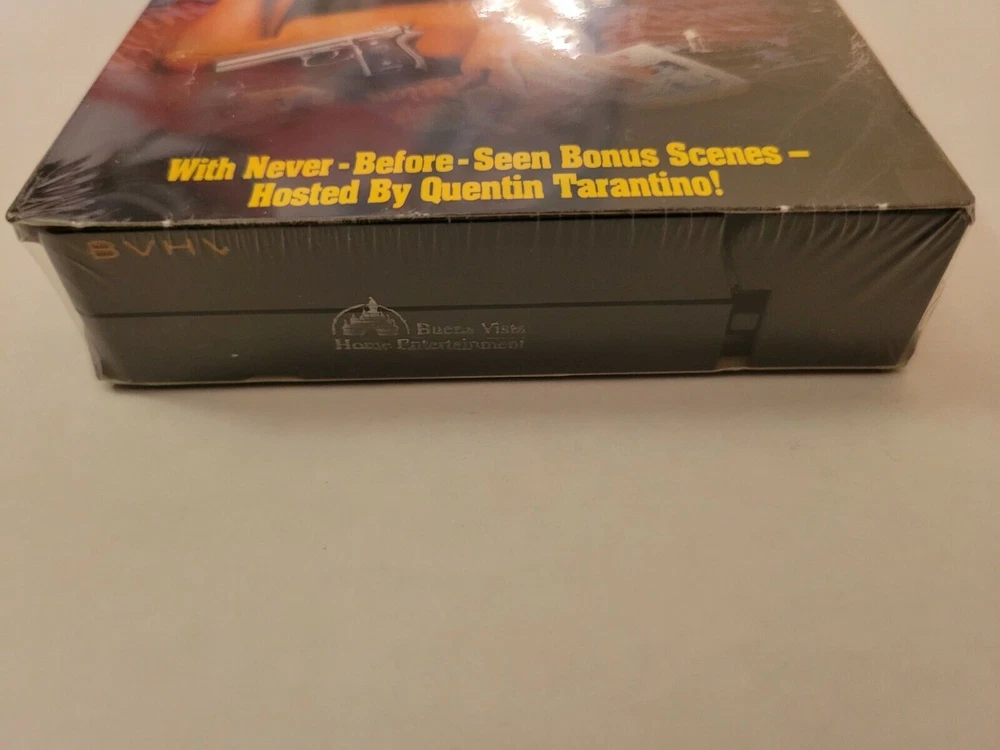 With Never-Before-Seen Bonus Scenes –
Hosted By Quentin Tarantino!
BVHV
Buena Vista
Home Entertainment